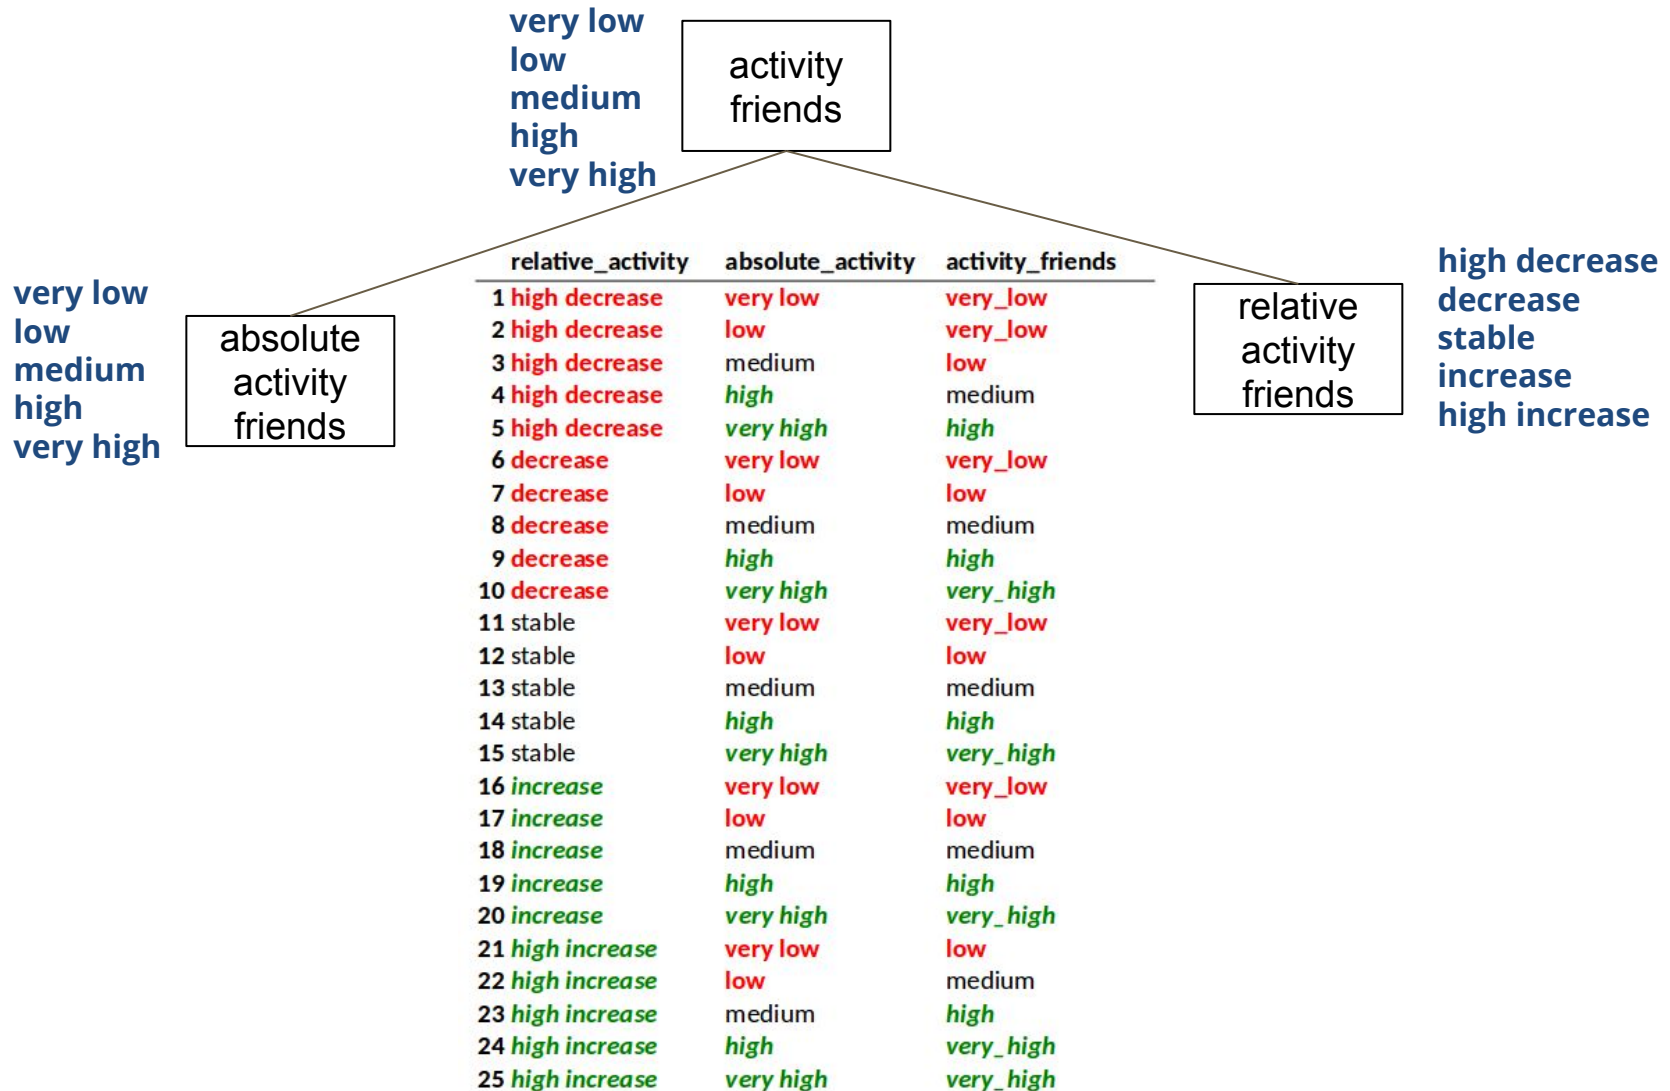 very low
low
medium
high
very high
activity
friends
very low
low
medium
high
very high
absolute
activity
friends
relative_activity absolute_activity activity_friends
1 high decrease very low very_low
2 high decrease low very_low
3 high decrease medium low
4 high decrease high medium
5 high decrease very high high
6 decrease very low very_low
7 decrease low low
8 decrease medium medium
9 decrease high high
10 decrease very high very_high
11 stable very low very_low
12 stable low low
13 stable medium medium
14 stable high high
15 stable very high very_high
16 increase very low very_low
17 increase low low
18 increase medium medium
19 increase high high
20 increase very high very_high
21 high increase very low low
22 high increase low medium
23 high increase medium high
24 high increase high very_high
25 high increase very high very_high
relative
activity
friends
high decrease
decrease
stable
increase
high increase